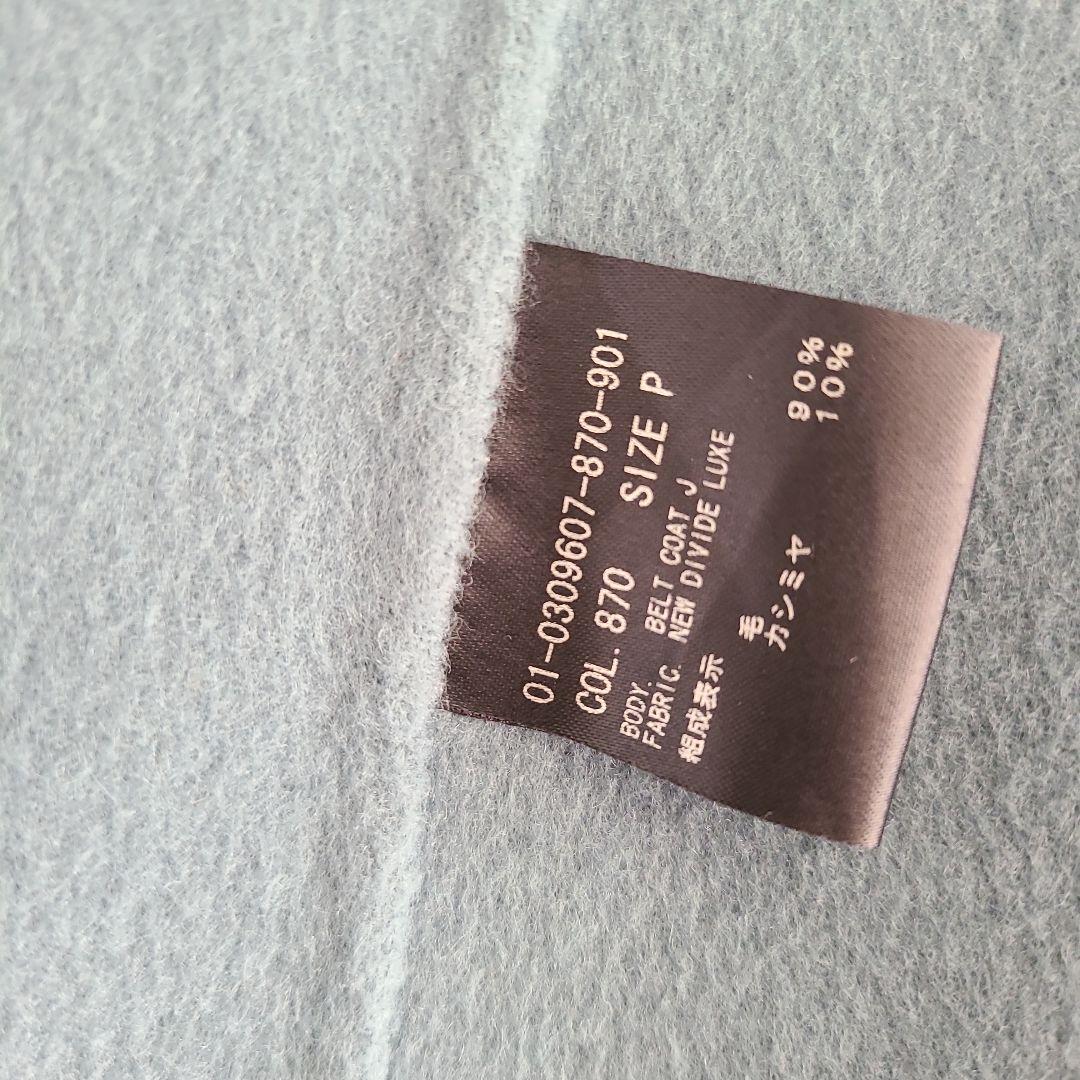 01-0309607-870-901
COL. 870 SIZE P
BODY. BELT COAT J
FABRIC. NEW DIVIDE LUXE
組成表示
毛 90%
カシミヤ 10%